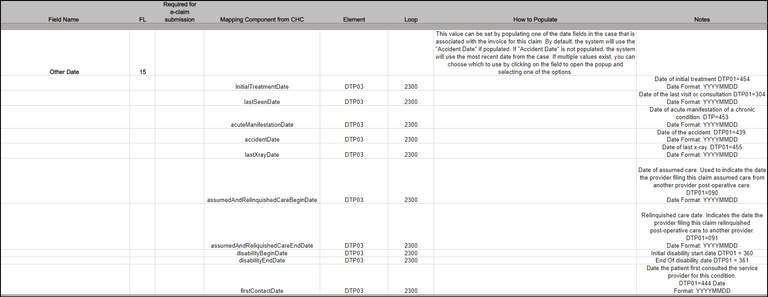 Required for
e-claim
submission
Field Name FL Mapping Component from CHC Element Loop How to Populate Notes
This value can be set by populating one of the date fields in the case that is
associated with the invoice for this claim. By default, the system will use the
"Accident Date" if populated. If "Accident Date" is not populated, the system
will use the most recent date from the case. If multiple values exist, you can
choose which to use by clicking on the field to open the popup and
selecting one of the options.
Other Date 15
Date of initial treatment DTP01=454
initialTreatmentDate DTP03 2300 Date Format: YYYYMMDD
Date of the last visit or consultation DTP01=304
lastSeenDate DTP03 2300 Date Format: YYYYMMDD
Date of acute manifestation of a chronic
condition. DTP=453
acuteManifestationDate DTP03 2300 Date Format: YYYYMMDD
Date of the accident. DTP01=439
accidentDate DTP03 2300 Date Format: YYYYMMDD
Date of last x-ray. DTP01=455
lastXrayDate DTP03 2300 Date Format: YYYYMMDD
Date of assumed care. Used to indicate the date
the provider filing this claim assumed care from
another provider post-operative care.
DTP01=090
assumedAndRelinquishedCareBeginDate DTP03 2300 Date Format: YYYYMMDD
Relinquished care date. Indicates the date the
provider filing this claim relinquished
post-operative care to another provider.
DTP01=091
assumedAndReliquishedCareEndDate DTP03 2300 Date Format: YYYYMMDD
disabilityBeginDate DTP03 2300 Initial disability start date DTP01 = 360
disabilityEndDate DTP03 2300 End Of disability date DTP01 = 361
Date the patient first consulted the service
provider for this condition.
DTP01=444 Date
firstContactDate DTP03 2300 Format: YYYYMMDD